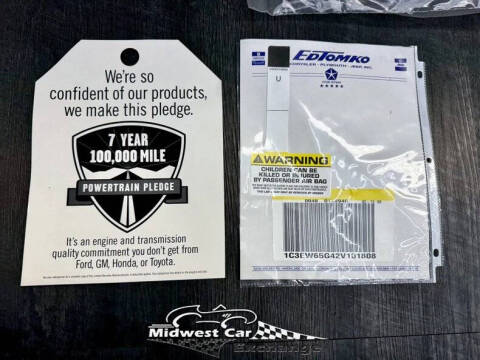 We're so
confident of our products,
we make this pledge.
7 YEAR
100,000 MILE
POWERTRAIN PLEDGE
It's an engine and transmission
quality commitment you don't get from
Ford, GM, Honda, or Toyota.
EDTOMKO
CHRYSLER - PLYMOUTH - JEEP, INC.
U
WARNING
CHILDREN CAN BE
KILLED OR INJURED
BY PASSENGER AIR BAG
1C3EW65G42V101808
Midwest Car
Exchange